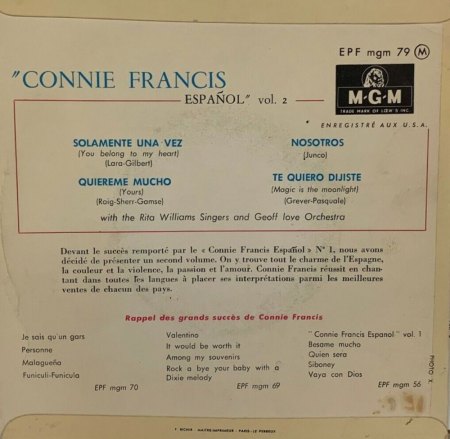 EPF mgm 79 M
"CONNIE FRANCIS
ESPAÑOL" vol. 2
M-G-M
TRADE MARK OF LOEW'S INC.
ENREGISTRÉ AUX U.S.A.
SOLAMENTE UNA VEZ
(You belong to my heart)
(Lara-Gilbert)
NOSOTROS
(Junco)
QUIEREME MUCHO
(Yours)
(Roig-Sherr-Gamse)
TE QUIERO DIJISTE
(Magic is the moonlight)
(Grever-Pasquale)
with the Rita Williams Singers and Geoff love Orchestra
Devant le succès remporté par le « Connie Francis Español » N° 1, nous avons
décidé de présenter un second volume. On y trouve tout le charme de l'Espagne,
la couleur et la violence, la passion et l'amour. Connie Francis réussit en chan-
tant dans toutes les langues à placer ses interprétations parmi les meilleures
ventes de chacun des pays.
Rappel des grands succès de Connie Francis
Je sais qu'un gars
Personne
Malagueña
Funiculi-Funicula
EPF mgm 70
Valentino
It would be worth it
Among my souvenirs
Rock a bye your baby with a
Dixie melody
EPF mgm 69
"Connie Francis Espanol" vol. 1
Besame mucho
Quien sera
Siboney
Vaya con Dios
EPF mgm 56
PHOTO X.
MAITRE-IMPRIMEUR - PARIS-LE PERREUX